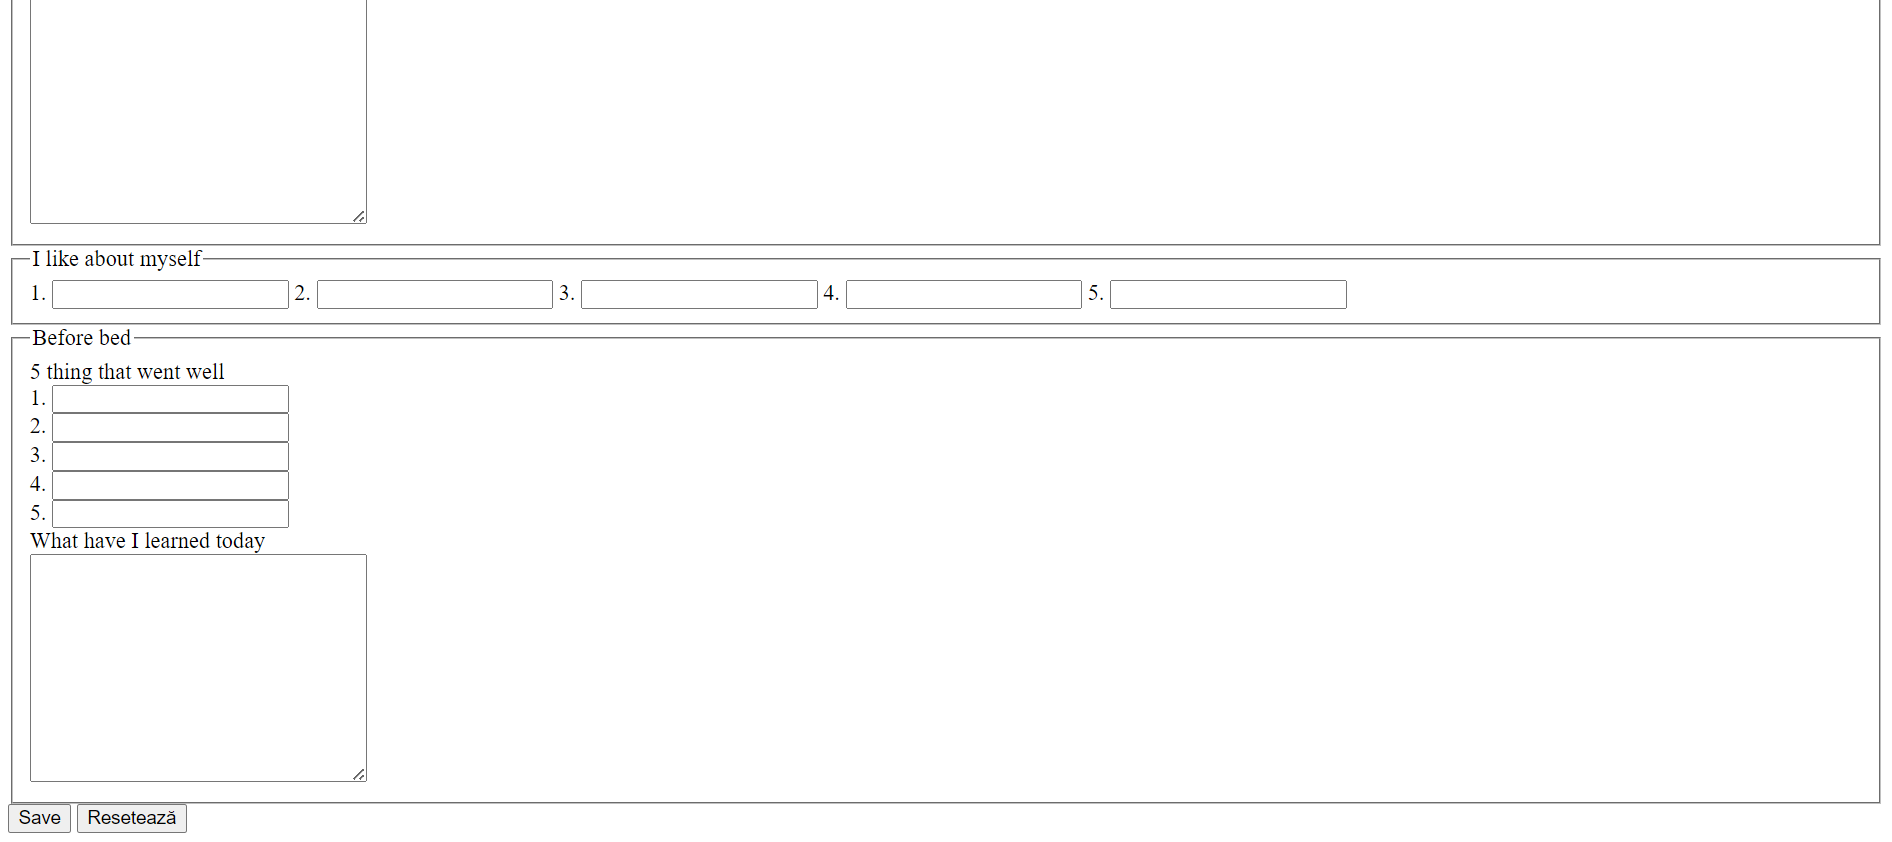 I like about myself
1. 2. 3. 4. 5.
Before bed
5 thing that went well
1.
2.
3.
4.
5.
What have I learned today
Save Resetează